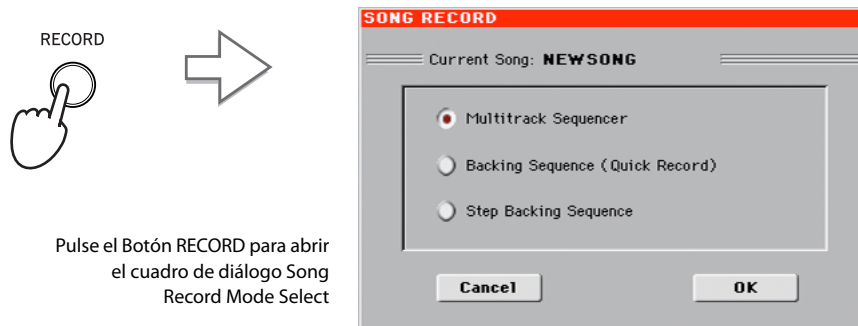 RECORD
Pulse el Botón RECORD para abrir
el cuadro de diálogo Song
Record Mode Select
SONG RECORD
Current Song: NEWSONG
Multitrack Sequencer
Backing Sequence (Quick Record)
Step Backing Sequence
Cancel
OK